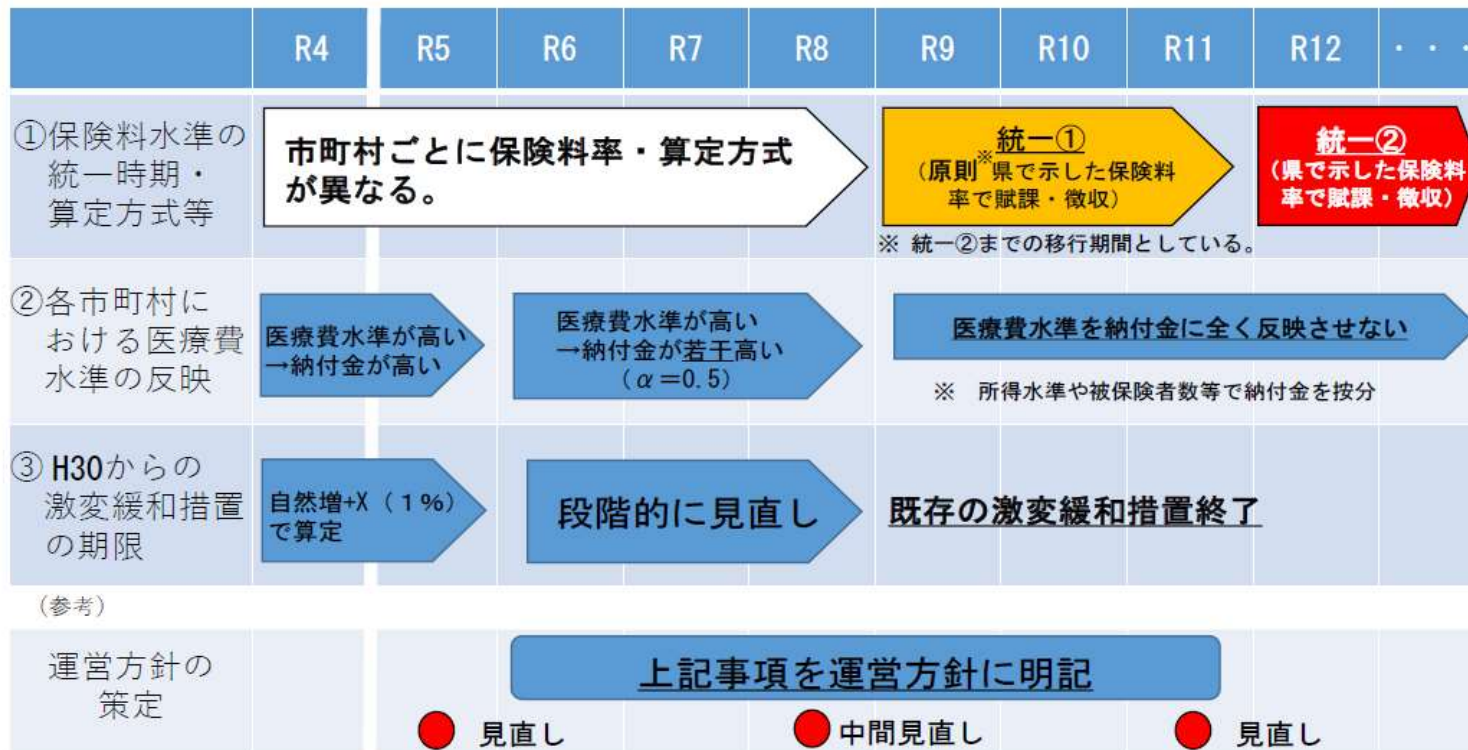 R4 R5 R6 R7 R8 R9 R10 R11 R12 ・・・
①保険料水準の
統一時期・
算定方式等
市町村ごとに保険料率・算定方式
が異なる。
統一①
（原則※県で示した保険料
率で賦課・徴収）
※ 統一②までの移行期間としている。
統一②
（県で示した保険料
率で賦課・徴収）
②各市町村に
おける医療費
水準の反映
医療費水準が高い
→納付金が高い
医療費水準が高い
→納付金が若干高い
（α＝0.5）
医療費水準を納付金に全く反映させない
※ 所得水準や被保険者数等で納付金を按分
③H30からの
激変緩和措置
の期限
自然増+X（１%）
で算定
段階的に見直し
既存の激変緩和措置終了
（参考）
運営方針の
策定
上記事項を運営方針に明記
見直し
中間見直し
見直し